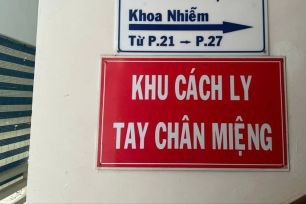 Khoa Nhiễm
Từ P.21 → P.27
KHU CÁCH LY
TAY CHÂN MIỆNG